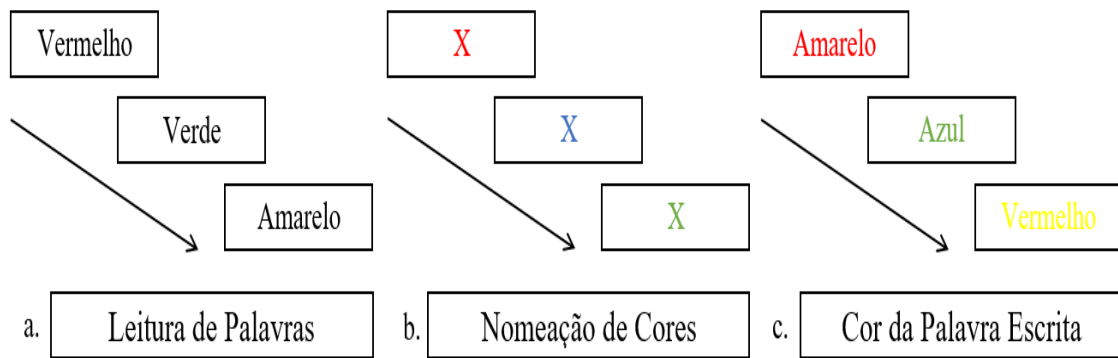 Vermelho
Verde
Amarelo
a. Leitura de Palavras
X
X
X
b. Nomeação de Cores
Amarelo
Azul
Vermelho
c. Cor da Palavra Escrita